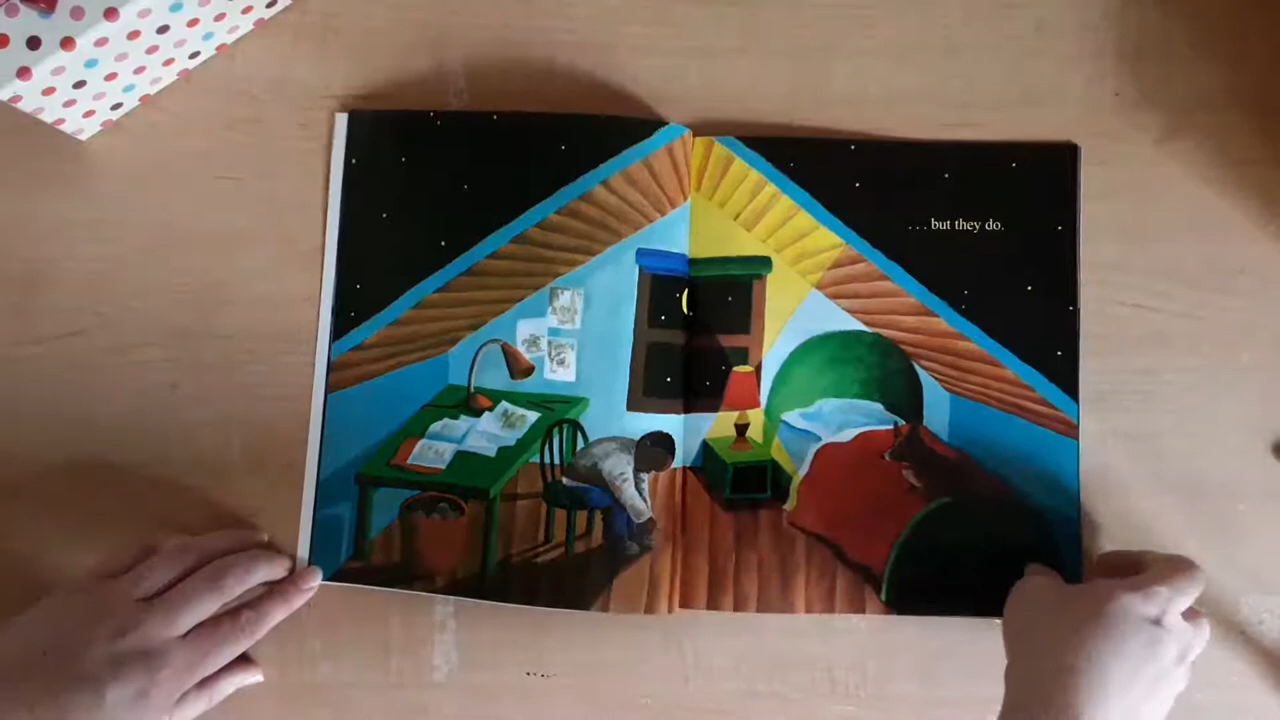 . . . but they do.